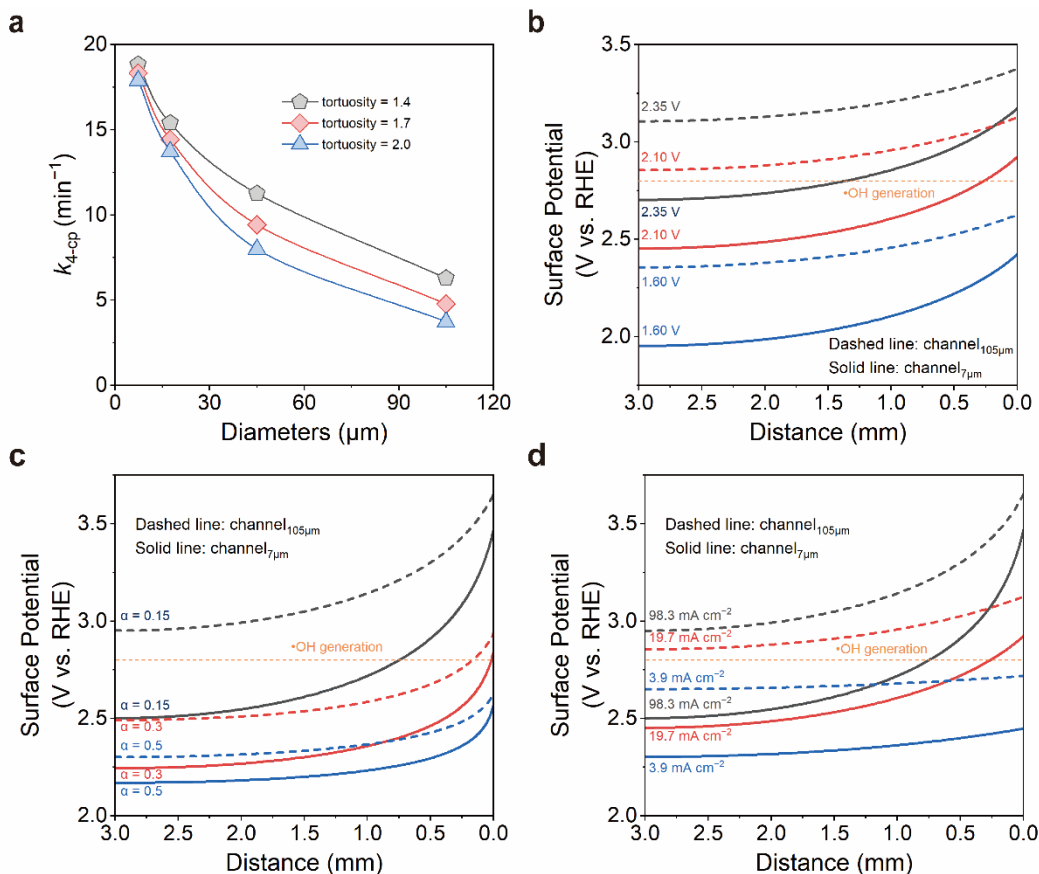 a
k4-cp (min−1)
20
15
10
5
0
0
30
60
90
120
Diameters (µm)
tortuosity = 1.4
tortuosity = 1.7
tortuosity = 2.0
b
Surface Potential
(V vs. RHE)
3.5
3.0
2.5
2.0
2.35 V
2.10 V
•OH generation
2.35 V
2.10 V
1.60 V
1.60 V
Dashed line: channel105µm
Solid line: channel7µm
3.0
2.5
2.0
1.5
1.0
0.5
0.0
Distance (mm)
c
Surface Potential
(V vs. RHE)
3.5
3.0
2.5
2.0
Dashed line: channel105µm
Solid line: channel7µm
α = 0.15
•OH generation
α = 0.15
α = 0.3
α = 0.5
α = 0.3
α = 0.5
3.0
2.5
2.0
1.5
1.0
0.5
0.0
Distance (mm)
d
Surface Potential
(V vs. RHE)
3.5
3.0
2.5
2.0
Dashed line: channel105µm
Solid line: channel7µm
98.3 mA cm−2
19.7 mA cm−2
•OH generation
3.9 mA cm−2
98.3 mA cm−2
19.7 mA cm−2
3.9 mA cm−2
3.0
2.5
2.0
1.5
1.0
0.5
0.0
Distance (mm)